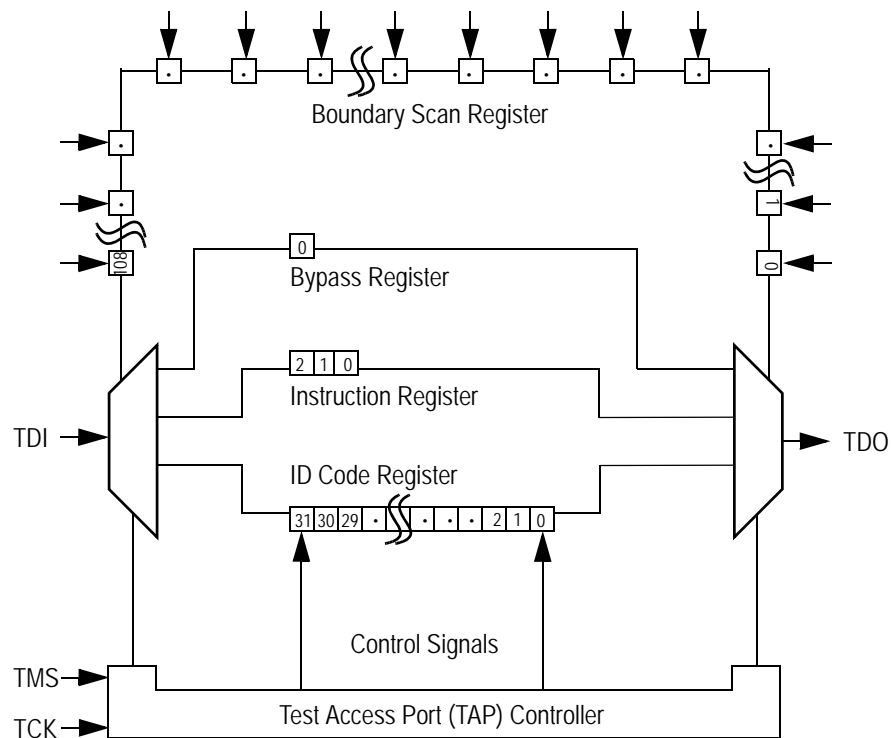 Boundary Scan Register
1
108
0
0
Bypass Register
2 1 0
Instruction Register
TDI
TDO
ID Code Register
31 30 29 . . . . 2 1 0
Control Signals
TMS
Test Access Port (TAP) Controller
TCK